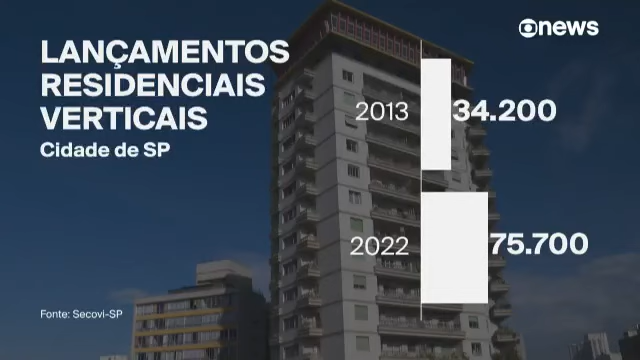 LANÇAMENTOS
RESIDENCIAIS
VERTICAIS
Cidade de SP
news
2013 34.200
2022 75.700
Fonte: Secovi-SP